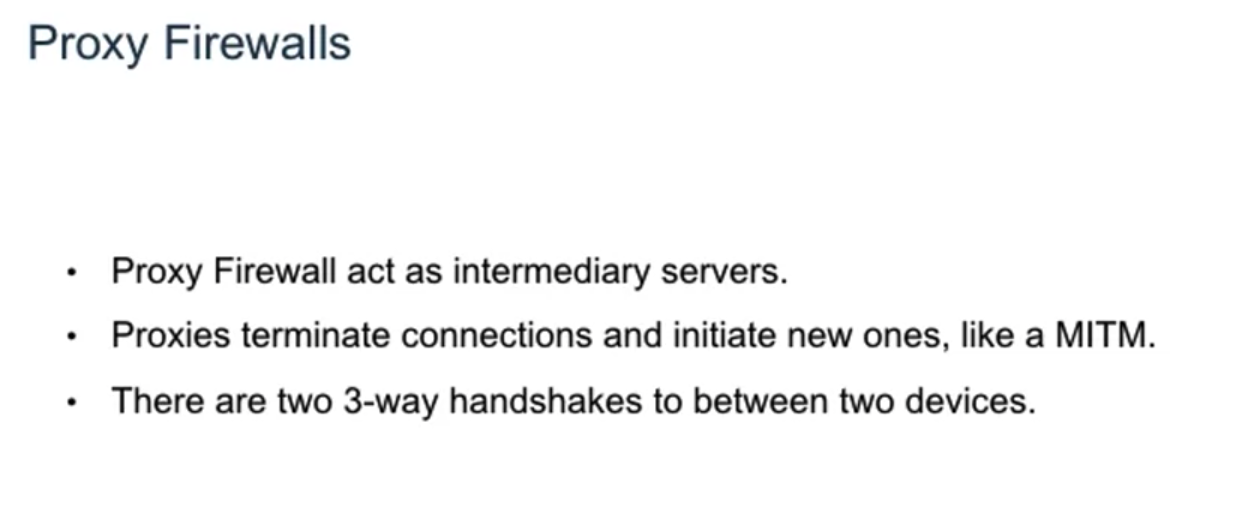 Proxy Firewalls
• Proxy Firewall act as intermediary servers.
• Proxies terminate connections and initiate new ones, like a MITM.
• There are two 3-way handshakes to between two devices.